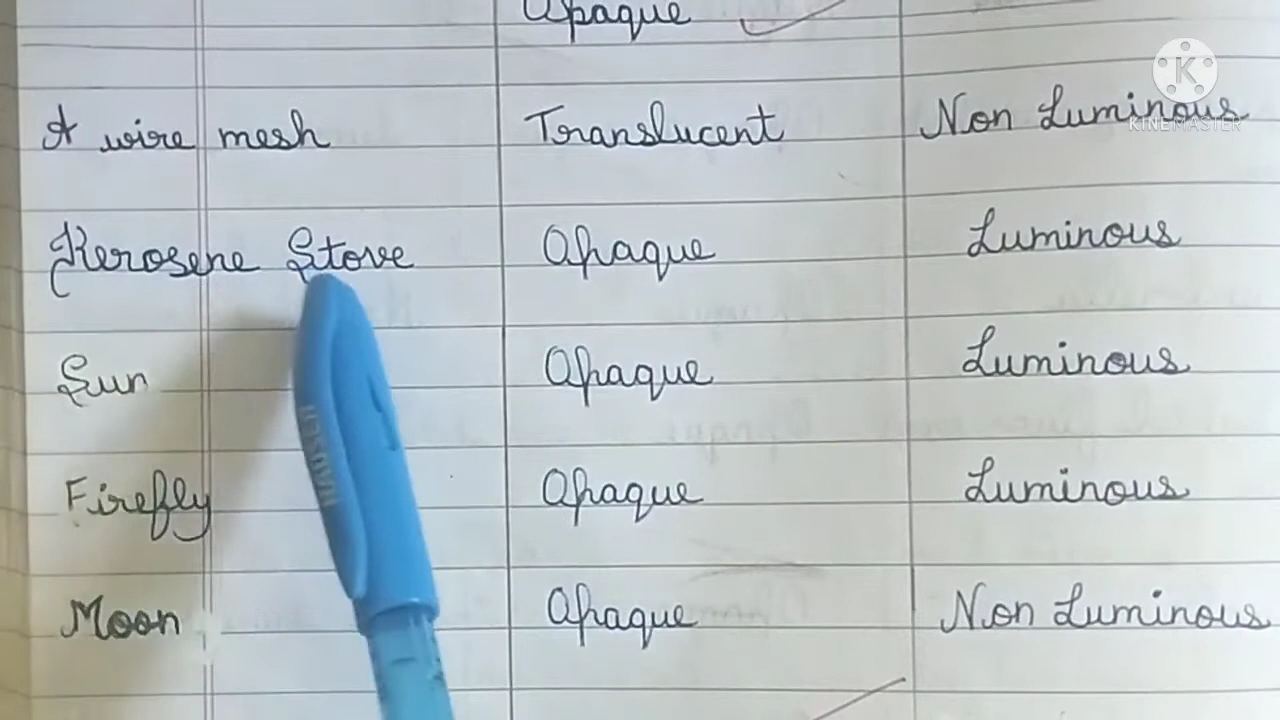 Opaque
A wire mesh Translucent Non Luminous
KINEMASTER
Kerosene Stove Opaque Luminous
Sun Opaque Luminous
Firefly Opaque Luminous
Moon Opaque Non Luminous
HAUSER